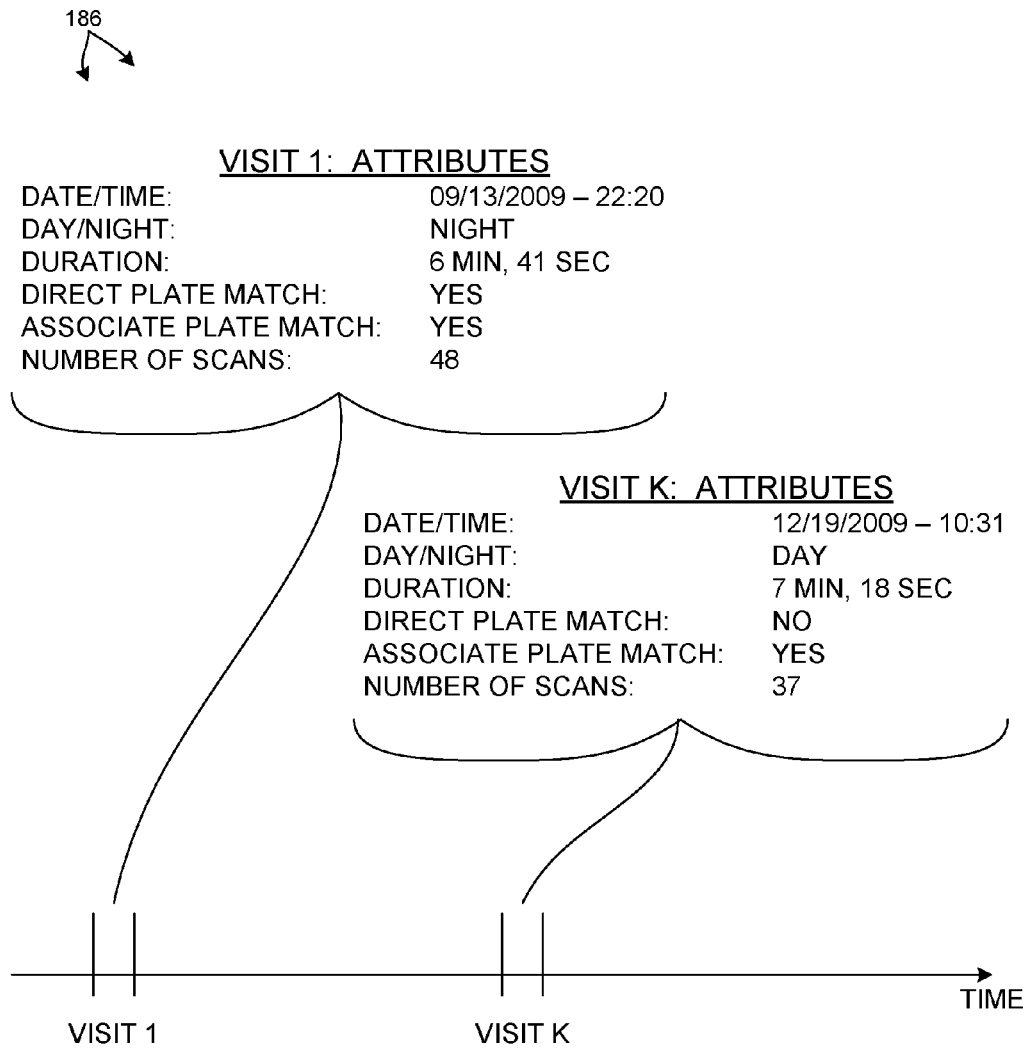 186
VISIT 1: ATTRIBUTES
DATE/TIME: 09/13/2009 – 22:20
DAY/NIGHT: NIGHT
DURATION: 6 MIN, 41 SEC
DIRECT PLATE MATCH: YES
ASSOCIATE PLATE MATCH: YES
NUMBER OF SCANS: 48
VISIT K: ATTRIBUTES
DATE/TIME: 12/19/2009 – 10:31
DAY/NIGHT: DAY
DURATION: 7 MIN, 18 SEC
DIRECT PLATE MATCH: NO
ASSOCIATE PLATE MATCH: YES
NUMBER OF SCANS: 37
TIME
VISIT 1 VISIT K